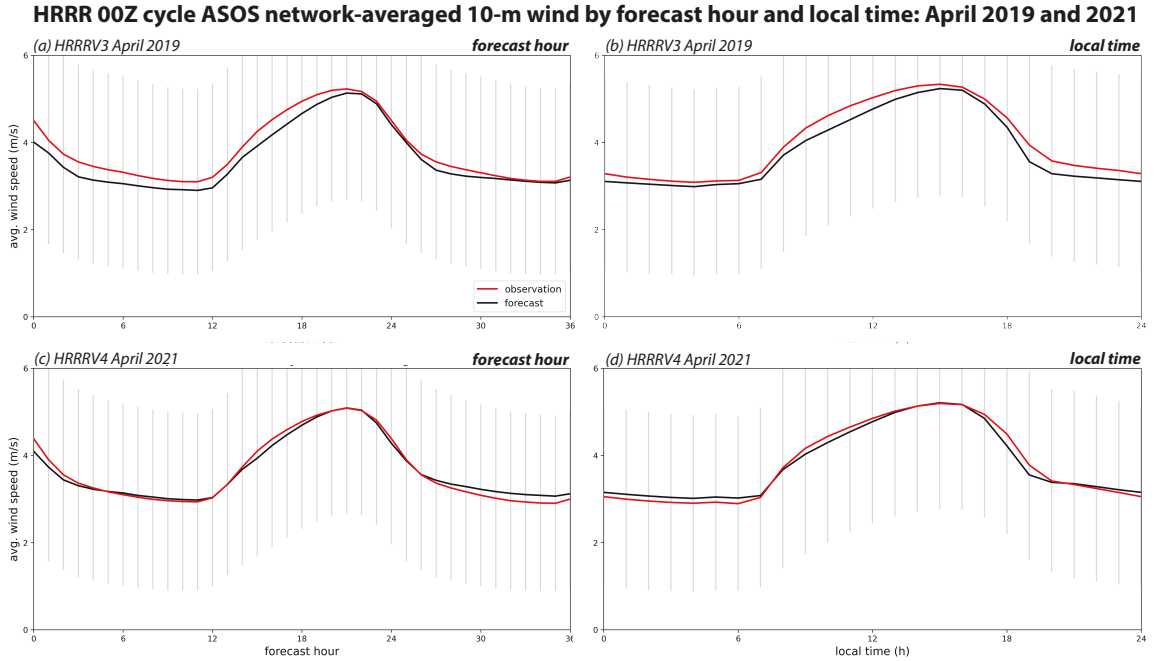 HRRR 00Z cycle ASOS network-averaged 10-m wind by forecast hour and local time: April 2019 and 2021
(a) HRRRV3 April 2019 forecast hour
(b) HRRRV3 April 2019 local time
6
4
2
0
avg. wind speed (m/s)
observation
forecast
0 6 12 18 24 30 36
6
4
2
0
0 6 12 18 24
(c) HRRRV4 April 2021 forecast hour
(d) HRRRV4 April 2021 local time
6
4
2
0
avg. wind speed (m/s)
0 6 12 18 24 30 36
forecast hour
6
4
2
0
0 6 12 18 24
local time (h)